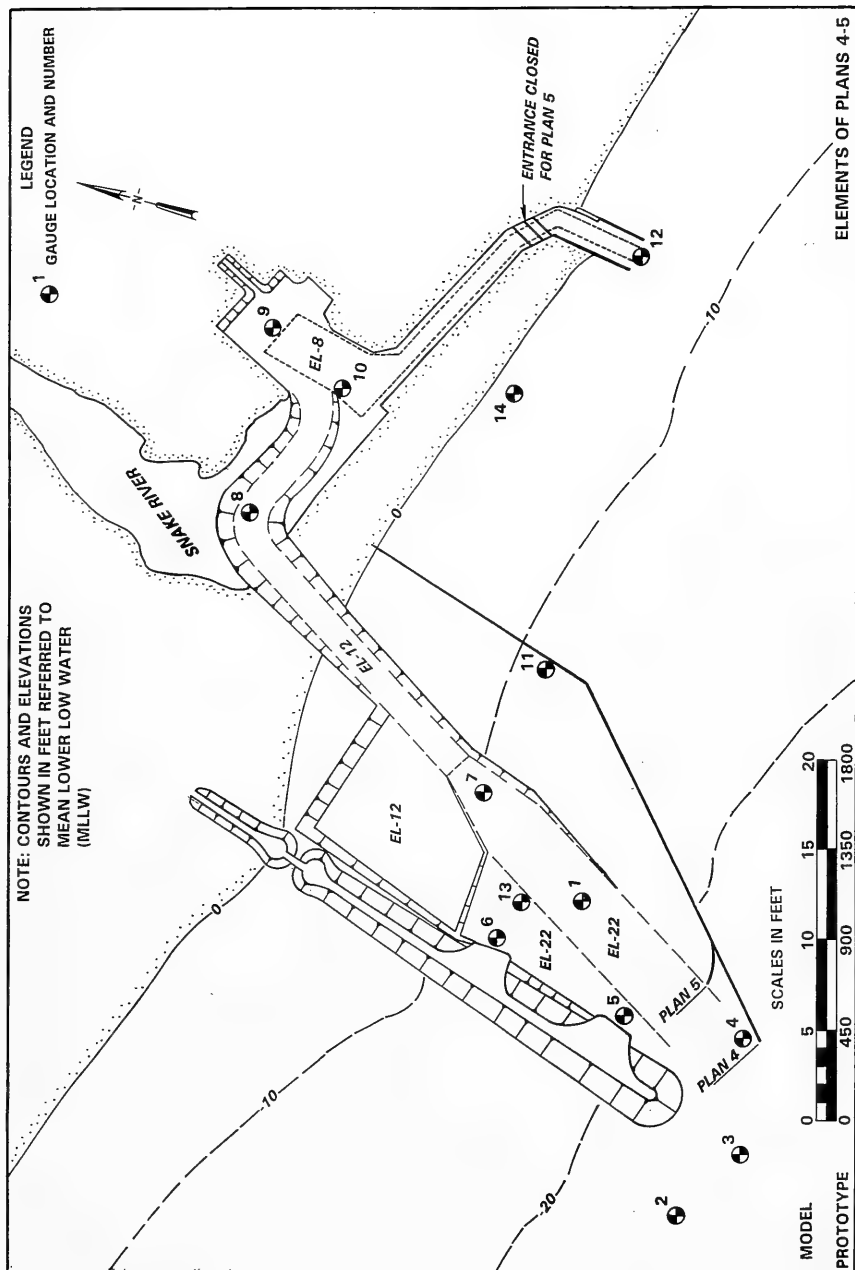 NOTE: CONTOURS AND ELEVATIONS
SHOWN IN FEET REFERRED TO
MEAN LOWER LOW WATER
(MLLW)
LEGEND
1
GAUGE LOCATION AND NUMBER
-N-
SNAKE RIVER
9
EL-8
10
8
ENTRANCE CLOSED
FOR PLAN 5
12
14
0
0
-10
-10
-20
EL-12
EL-12
11
7
13
6
1
EL-22
EL-22
5
PLAN 5
4
PLAN 4
3
2
SCALES IN FEET
MODEL
0 5 10 15 20
PROTOTYPE
0 450 900 1350 1800
ELEMENTS OF PLANS 4-5